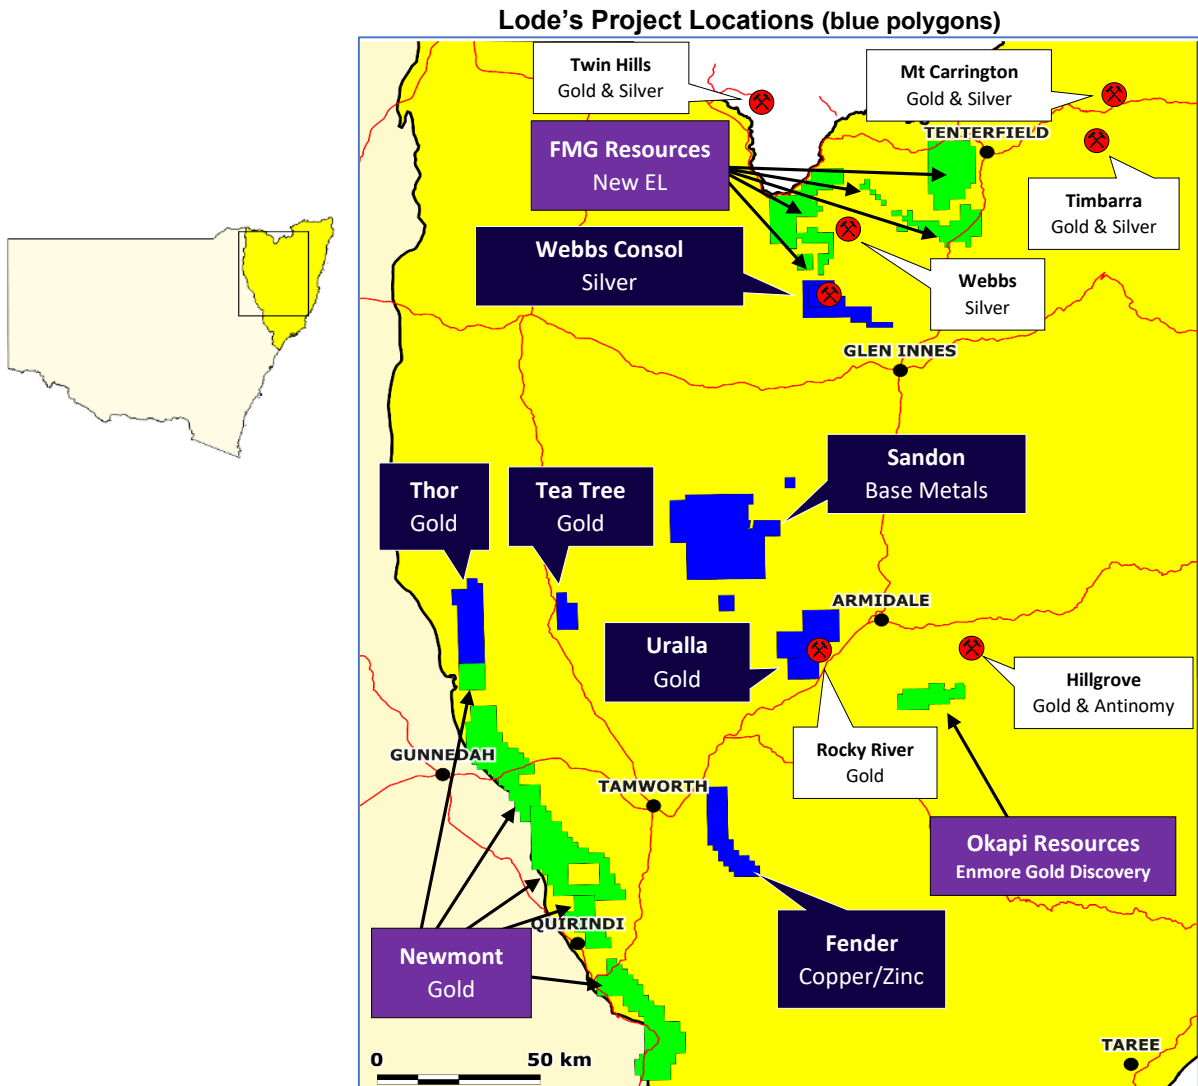 Lode's Project Locations (blue polygons)
Twin Hills
Gold & Silver
Mt Carrington
Gold & Silver
TENTERFIELD
FMG Resources
New EL
Timbarra
Gold & Silver
Webbs Consol
Silver
Webbs
Silver
GLEN INNES
Sandon
Base Metals
Thor
Gold
Tea Tree
Gold
ARMIDALE
Uralla
Gold
Hillgrove
Gold & Antinomy
Rocky River
Gold
GUNNEDAH
TAMWORTH
Okapi Resources
Enmore Gold Discovery
QUIRINDI
Newmont
Gold
Fender
Copper/Zinc
TAREE
0 50 km